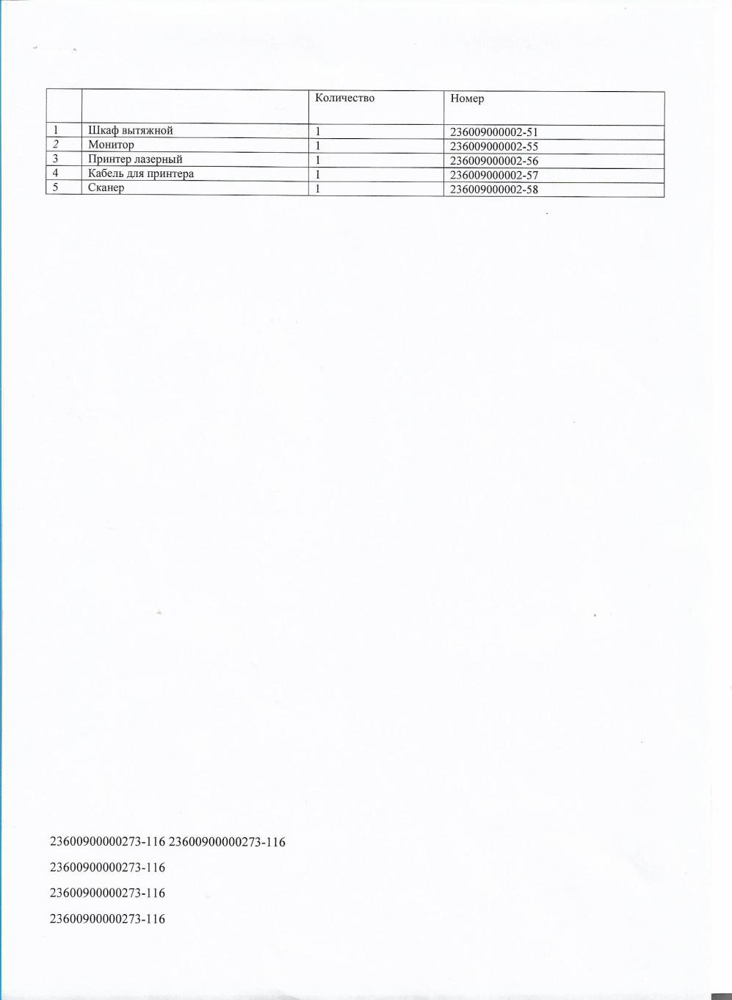 Количество Номер
1 Шкаф вытяжной 1 236009000002-51
2 Монитор 1 236009000002-55
3 Принтер лазерный 1 236009000002-56
4 Кабель для принтера 1 236009000002-57
5 Сканер 1 236009000002-58
23600900000273-116 23600900000273-116
23600900000273-116
23600900000273-116
23600900000273-116